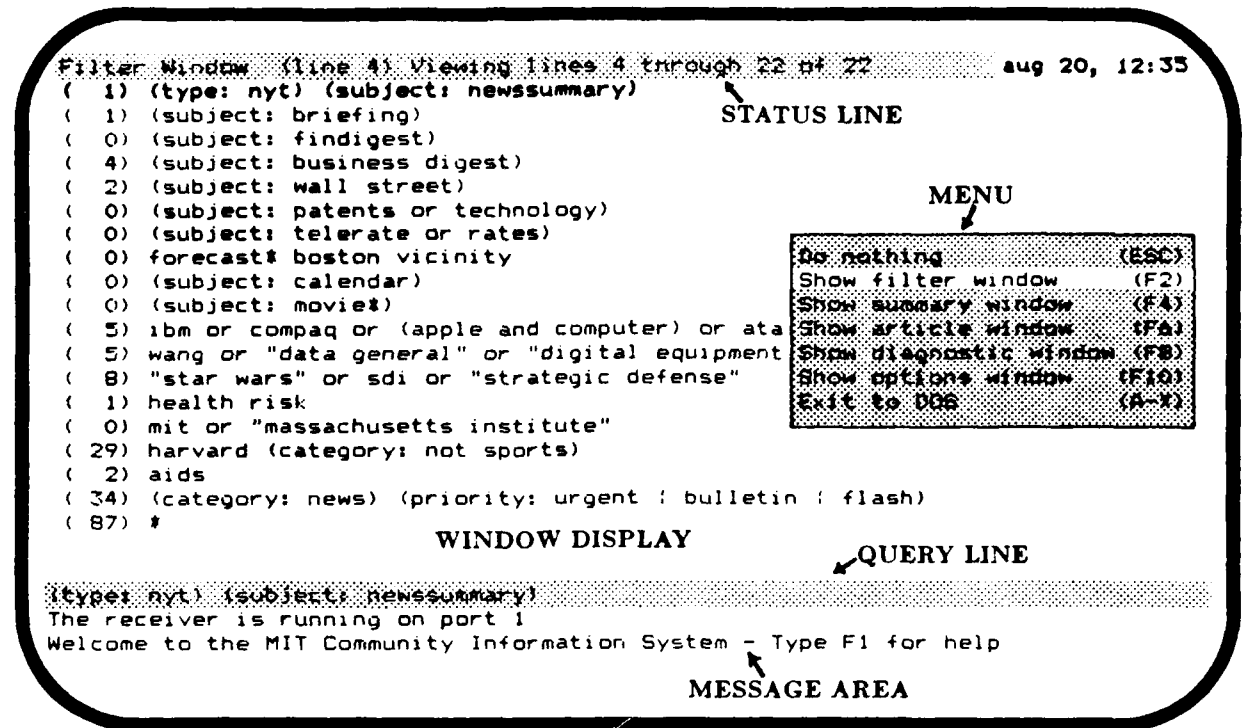 Filter Window (line 4) Viewing lines 4 through 22 of 22 aug 20, 12:35
( 1) (type: nyt) (subject: newssummary)
STATUS LINE
( 1) (subject: briefing)
( 0) (subject: findigest)
( 4) (subject: business digest)
( 2) (subject: wall street)
( 0) (subject: patents or technology)
( 0) (subject: telerate or rates)
( 0) forecast* boston vicinity
( 0) (subject: calendar)
( 0) (subject: movie*)
( 5) ibm or compaq or (apple and computer) or ata
( 5) wang or "data general" or "digital equipment
( 8) "star wars" or sdi or "strategic defense"
( 1) health risk
( 0) mit or "massachusetts institute"
( 29) harvard (category: not sports)
( 2) aids
( 34) (category: news) (priority: urgent ¦ bulletin ¦ flash)
( 87) *
MENU
Do nothing (ESC)
Show filter window (F2)
Show summary window (F4)
Show article window (F6)
Show diagnostic window (F8)
Show options window (F10)
Exit to DOS (A-X)
WINDOW DISPLAY
QUERY LINE
(type: nyt) (subject: newssummary)
The receiver is running on port 1
Welcome to the MIT Community Information System - Type F1 for help
MESSAGE AREA